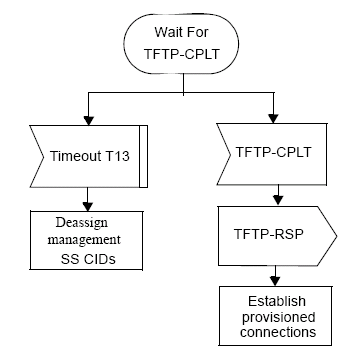 Wait For
TFTP-CPLT
Timeout T13
TFTP-CPLT
Deassign
management
SS CIDs
TFTP-RSP
Establish
provisioned
connections